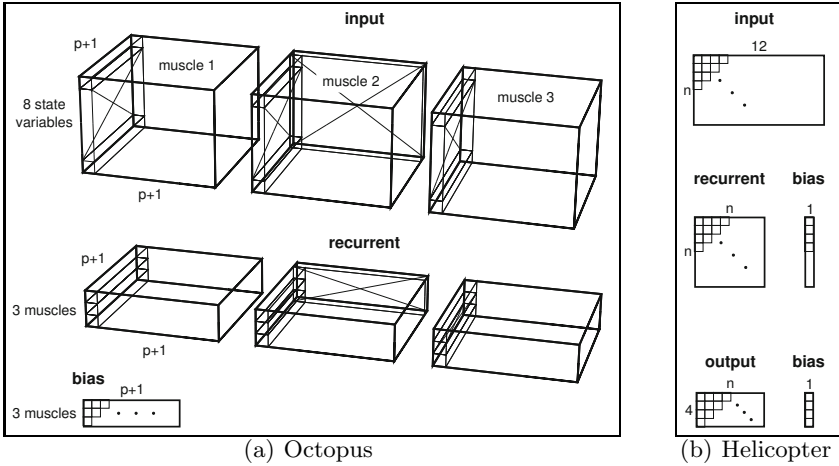 input
p+1
muscle 1
muscle 2
muscle 3
8 state
variables
p+1
recurrent
p+1
3 muscles
p+1
bias
p+1
3 muscles
(a) Octopus
input
12
n
recurrent
bias
n
1
n
output
bias
n
1
4
(b) Helicopter